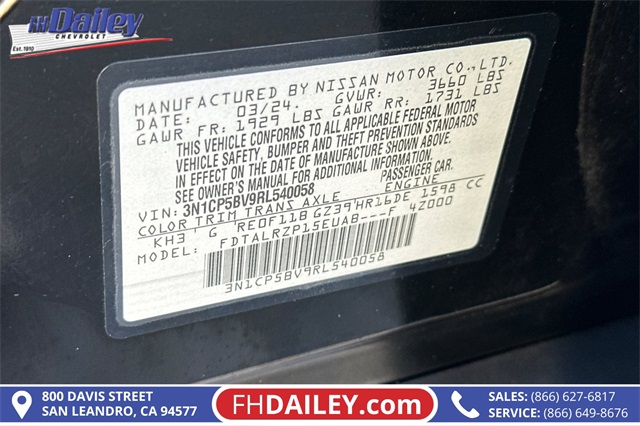 FH Dailey
CHEVROLET
Est. 1910
MANUFACTURED BY NISSAN MOTOR CO., LTD.
DATE: 03/24. GVWR: 3660 LBS
GAWR FR: 1929 LBS GAWR RR: 1731 LBS
THIS VEHICLE CONFORMS TO ALL APPLICABLE FEDERAL MOTOR
VEHICLE SAFETY, BUMPER AND THEFT PREVENTION STANDARDS
IN EFFECT ON THE DATE OF MANUFACTURE SHOWN ABOVE.
SEE OWNER'S MANUAL FOR ADDITIONAL INFORMATION.
VIN: 3N1CP5BV9RL540058 PASSENGER CAR.
COLOR TRIM TRANS AXLE ENGINE
KH3 G RE0F11B GZ39 HR16DE 1598 CC
MODEL: FDTALRZP15EUAB---F 4Z000
3N1CP5BV9RL540058
800 DAVIS STREET
SAN LEANDRO, CA 94577
FHDAILEY.com
SALES: (866) 627-6817
SERVICE: (866) 649-8676